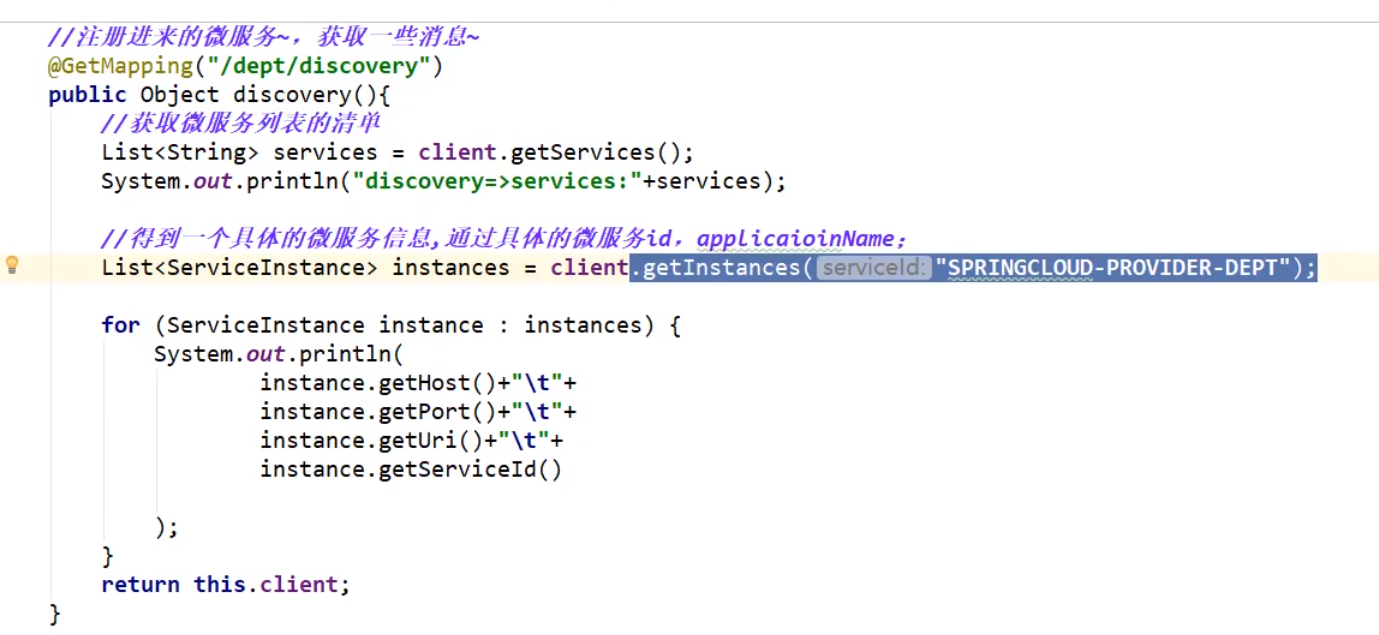 //注册进来的微服务~，获取一些消息~
@GetMapping("/dept/discovery")
public Object discovery(){
//获取微服务列表的清单
List<String> services = client.getServices();
System.out.println("discovery=>services:"+services);
//得到一个具体的微服务信息,通过具体的微服务id，applicaioinName；
List<ServiceInstance> instances = client.getInstances( serviceId: "SPRINGCLOUD-PROVIDER-DEPT");
for (ServiceInstance instance : instances) {
System.out.println(
instance.getHost()+"\t"+
instance.getPort()+"\t"+
instance.getUri()+"\t"+
instance.getServiceId()
);
}
return this.client;
}